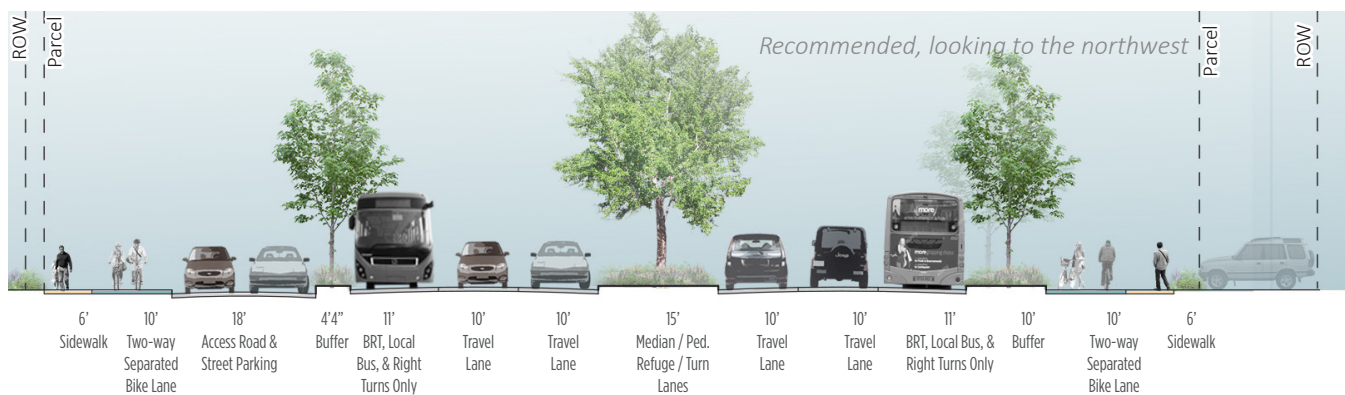 ROW
Parcel
Recommended, looking to the northwest
Parcel
ROW
more
more
Jeep
6’
Sidewalk
10’
Two-way
Separated
Bike Lane
18’
Access Road &
Street Parking
4’4”
Buffer
11’
BRT, Local
Bus, & Right
Turns Only
10’
Travel
Lane
10’
Travel
Lane
15’
Median / Ped.
Refuge / Turn
Lanes
10’
Travel
Lane
10’
Travel
Lane
11’
BRT, Local Bus, &
Right Turns Only
10’
Buffer
10’
Two-way
Separated
Bike Lane
6’
Sidewalk